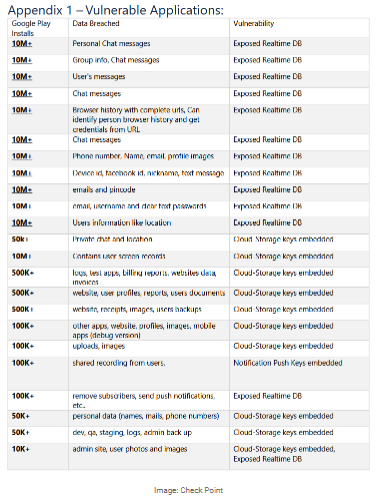 Appendix 1 – Vulnerable Applications:
Google Play Installs Data Breached Vulnerability
10M+ Personal Chat messages Exposed Realtime DB
10M+ Group info, Chat messages Exposed Realtime DB
10M+ User's messages Exposed Realtime DB
10M+ Chat messages Exposed Realtime DB
10M+ Browser history with complete urls, Can Exposed Realtime DB
identify person browser history and get
credentials from URL
10M+ Chat messages Exposed Realtime DB
10M+ Phone number, Name, email, profile images Exposed Realtime DB
10M+ Device id, facebook id, nickname, text message Exposed Realtime DB
10M+ emails and pincode Exposed Realtime DB
10M+ email, username and clear text passwords Exposed Realtime DB
10M+ Users information like location Exposed Realtime DB
50k+ Private chat and location Cloud-Storage keys embedded
10M+ Contains user screen records Cloud-Storage keys embedded
500K+ logs, test apps, billing reports, websites data, Cloud-Storage keys embedded
invoices
500K+ website, user profiles, reports, users documents Cloud-Storage keys embedded
500K+ website, receipts, images, users backups Cloud-Storage keys embedded
100K+ other apps, website, profiles, images, mobile Cloud-Storage keys embedded
apps (debug version)
100K+ uploads, images Cloud-Storage keys embedded
100K+ shared recording from users. Notification Push Keys embedded
100K+ remove subscribers, send push notifications, Exposed Realtime DB
etc..
50K+ personal data (names, mails, phone numbers) Cloud-Storage keys embedded
50K+ dev, qa, staging, logs, admin back up Cloud-Storage keys embedded
10K+ admin site, user photos and images Cloud-Storage keys embedded,
Exposed Realtime DB
Image: Check Point